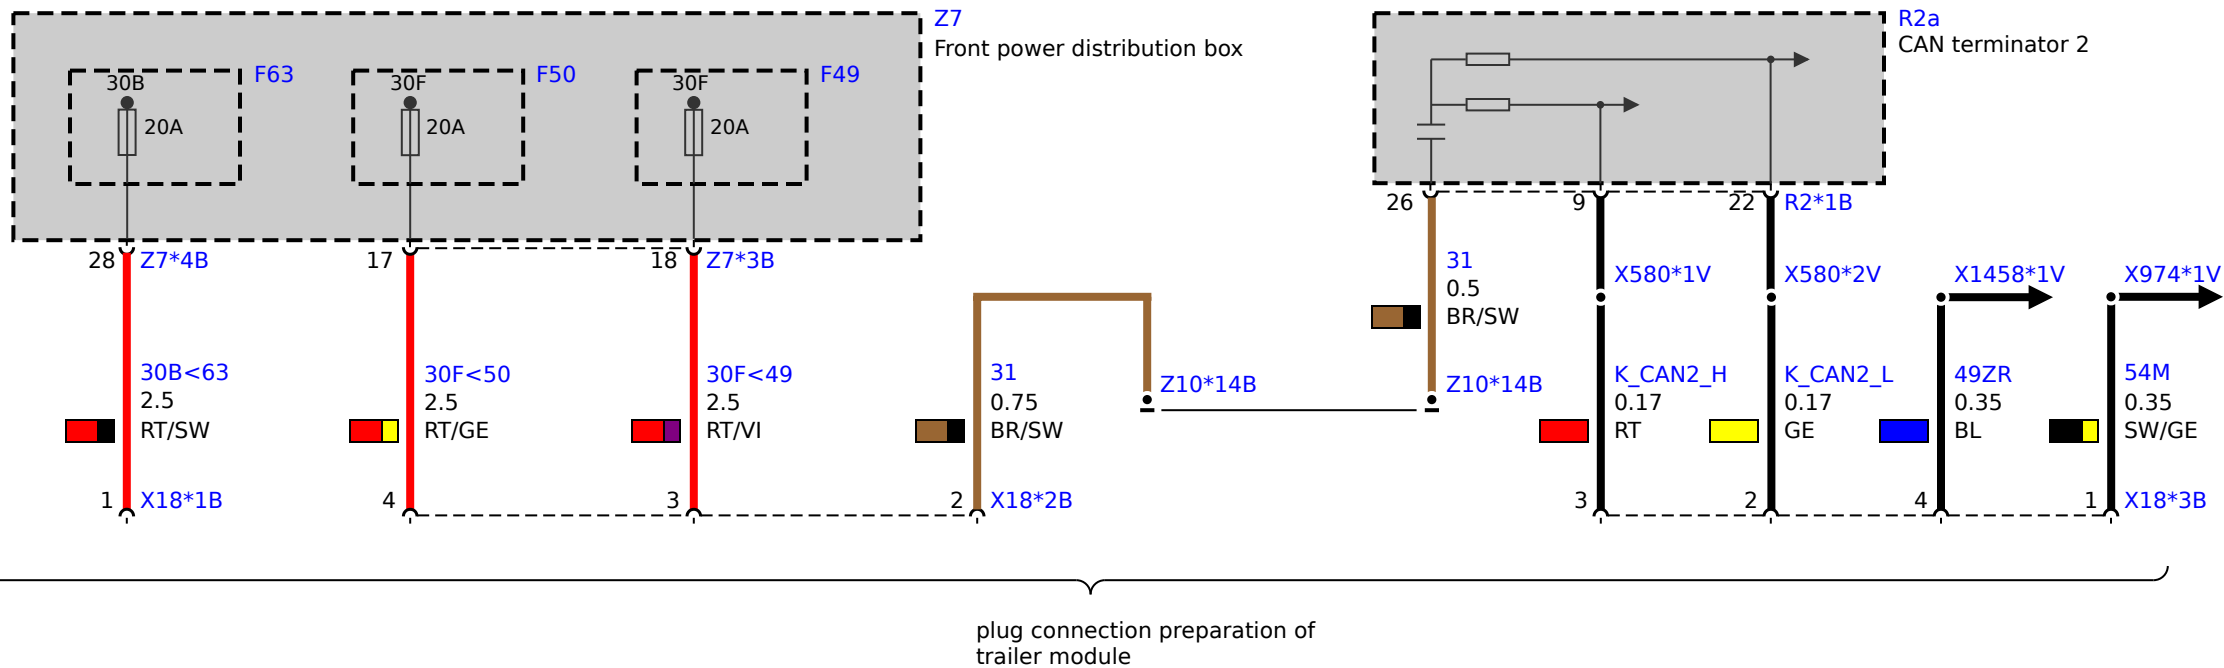 Z7
Front power distribution box
R2a
CAN terminator 2
30B
F63
20A
30F
F50
20A
30F
F49
20A
28
Z7*4B
17
18
Z7*3B
26
9
22
R2*1B
31
0.5
BR/SW
X580*1V
X580*2V
X1458*1V
X974*1V
30B<63
2.5
RT/SW
30F<50
2.5
RT/GE
30F<49
2.5
RT/VI
31
0.75
BR/SW
Z10*14B
Z10*14B
K_CAN2_H
0.17
RT
K_CAN2_L
0.17
GE
49ZR
0.35
BL
54M
0.35
SW/GE
1
X18*1B
4
3
2
X18*2B
3
2
4
1
X18*3B
plug connection preparation of
trailer module